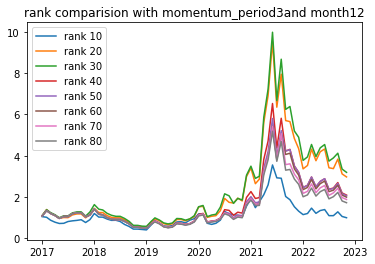 rank comparision with momentum_period3and month12
10
8
6
4
2
0
rank 10
rank 20
rank 30
rank 40
rank 50
rank 60
rank 70
rank 80
2017 2018 2019 2020 2021 2022 2023